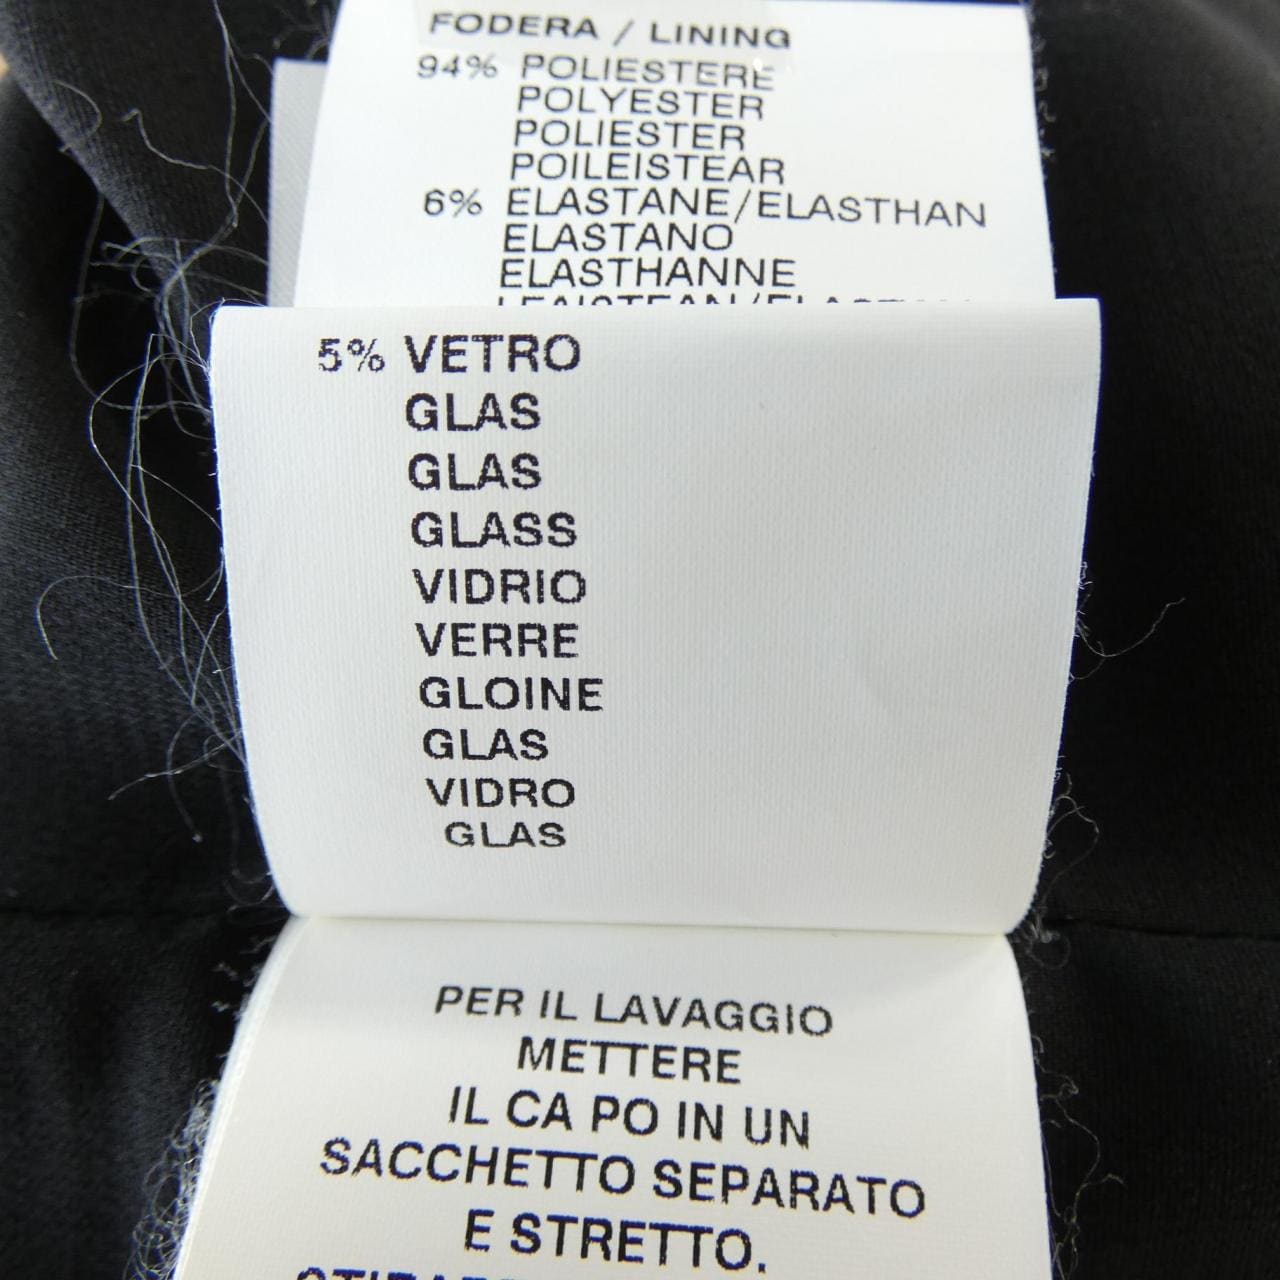 FODERA / LINING
94% POLIESTERE
POLYESTER
POLIESTER
POILEISTEAR
6% ELASTANE/ELASTHAN
ELASTANO
ELASTHANNE
5% VETRO
GLAS
GLAS
GLASS
VIDRIO
VERRE
GLOINE
GLAS
VIDRO
GLAS
PER IL LAVAGGIO
METTERE
IL CA PO IN UN
SACCHETTO SEPARATO
E STRETTO.